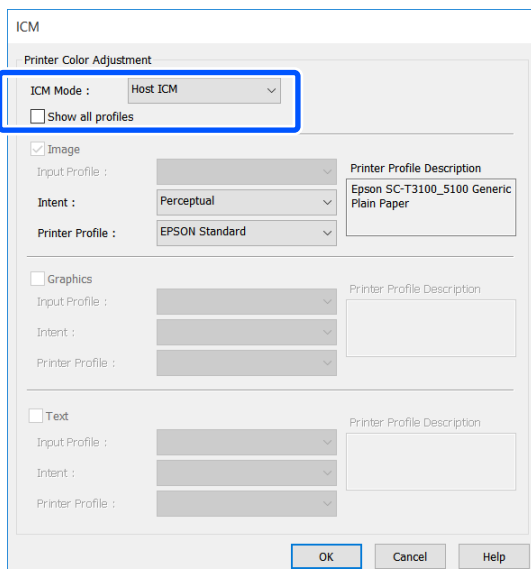 ICM
Printer Color Adjustment
ICM Mode : Host ICM
Show all profiles
Image
Input Profile : Printer Profile Description
Intent : Perceptual Epson SC-T3100_5100 Generic
Plain Paper
Printer Profile : EPSON Standard
Graphics
Input Profile : Printer Profile Description
Intent :
Printer Profile :
Text
Input Profile : Printer Profile Description
Intent :
Printer Profile :
OK Cancel Help